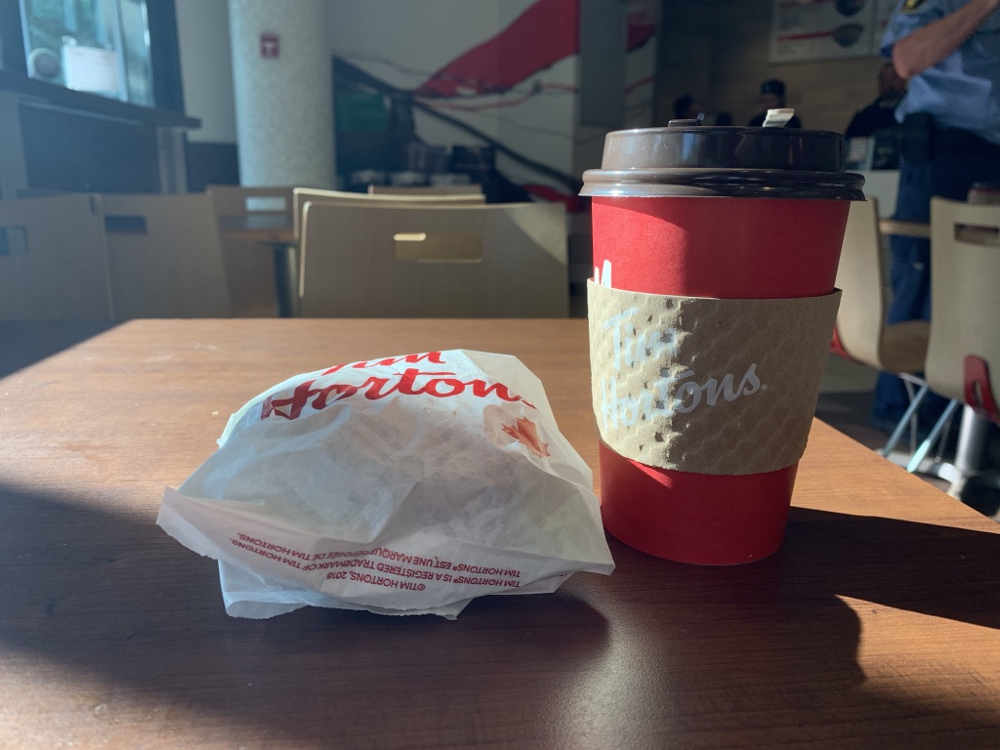 Tim
Hortons
©TIM HORTONS, 2018
TIM HORTONS® IS A REGISTERED TRADEMARK OF TIM HORTONS.
TIM HORTONS® EST UNE MARQUE DÉPOSÉE DE TIM HORTONS.
Tim
Hortons®